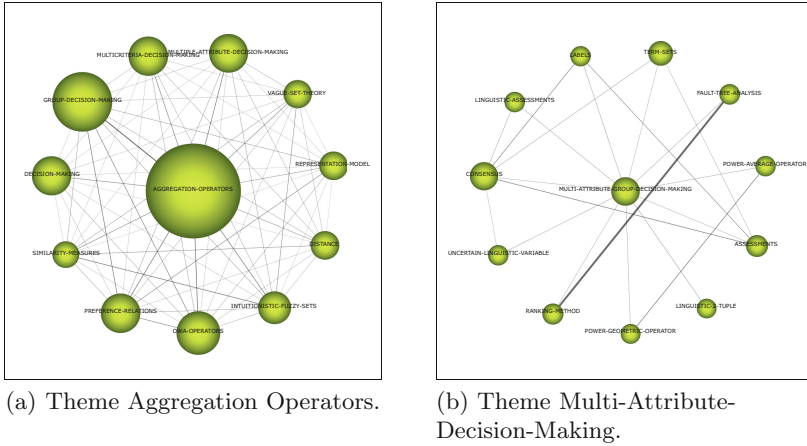 MULTICRITERIA-DECISION-MAKING
MULTIPLE-ATTRIBUTE-DECISION-MAKING
GROUP-DECISION-MAKING
VAGUE-SET-THEORY
REPRESENTATION-MODEL
DECISION-MAKING
AGGREGATION-OPERATORS
DISTANCE
SIMILARITY-MEASURES
PREFERENCE-RELATIONS
INTUITIONISTIC-FUZZY-SETS
OWA-OPERATORS
(a) Theme Aggregation Operators.
LABELS
TERM-SETS
FAULT-TREE-ANALYSIS
LINGUISTIC-ASSESSMENTS
POWER-AVERAGE-OPERATOR
CONSENSUS
MULTI-ATTRIBUTE-GROUP-DECISION-MAKING
ASSESSMENTS
UNCERTAIN-LINGUISTIC-VARIABLE
LINGUISTIC-2-TUPLE
RANKING-METHOD
POWER-GEOMETRIC-OPERATOR
(b) Theme Multi-Attribute-
Decision-Making.